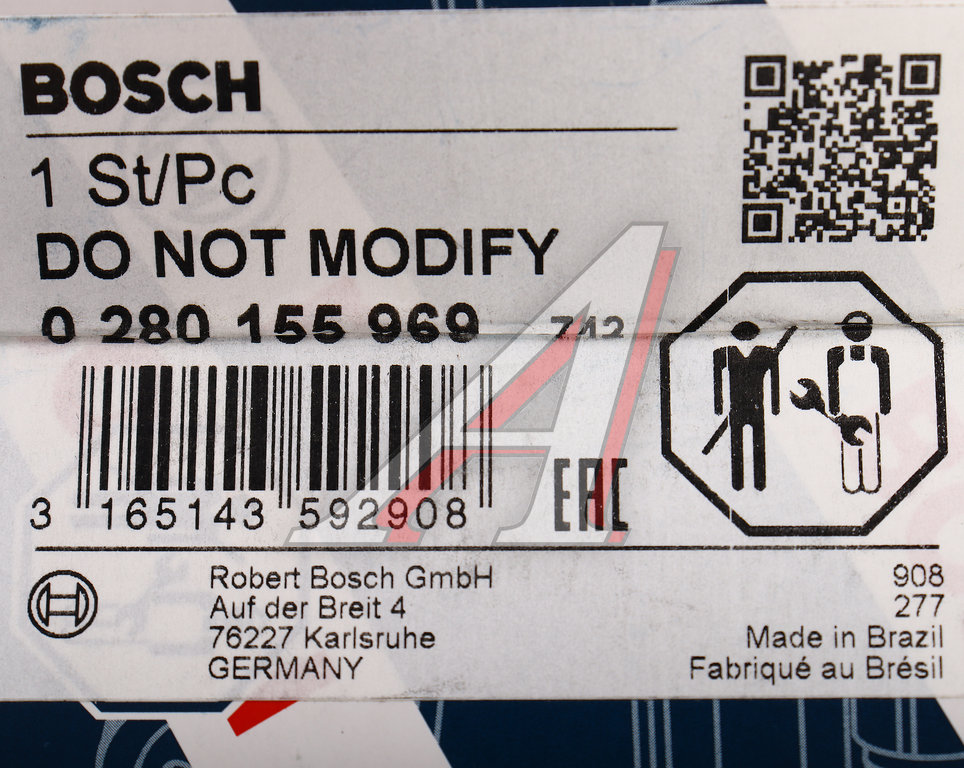 BOSCH
1 St/Pc
DO NOT MODIFY
0 280 155 969 742
3 165143 592908
EAC
Robert Bosch GmbH
Auf der Breit 4
76227 Karlsruhe
GERMANY
908
277
Made in Brazil
Fabriqué au Brésil